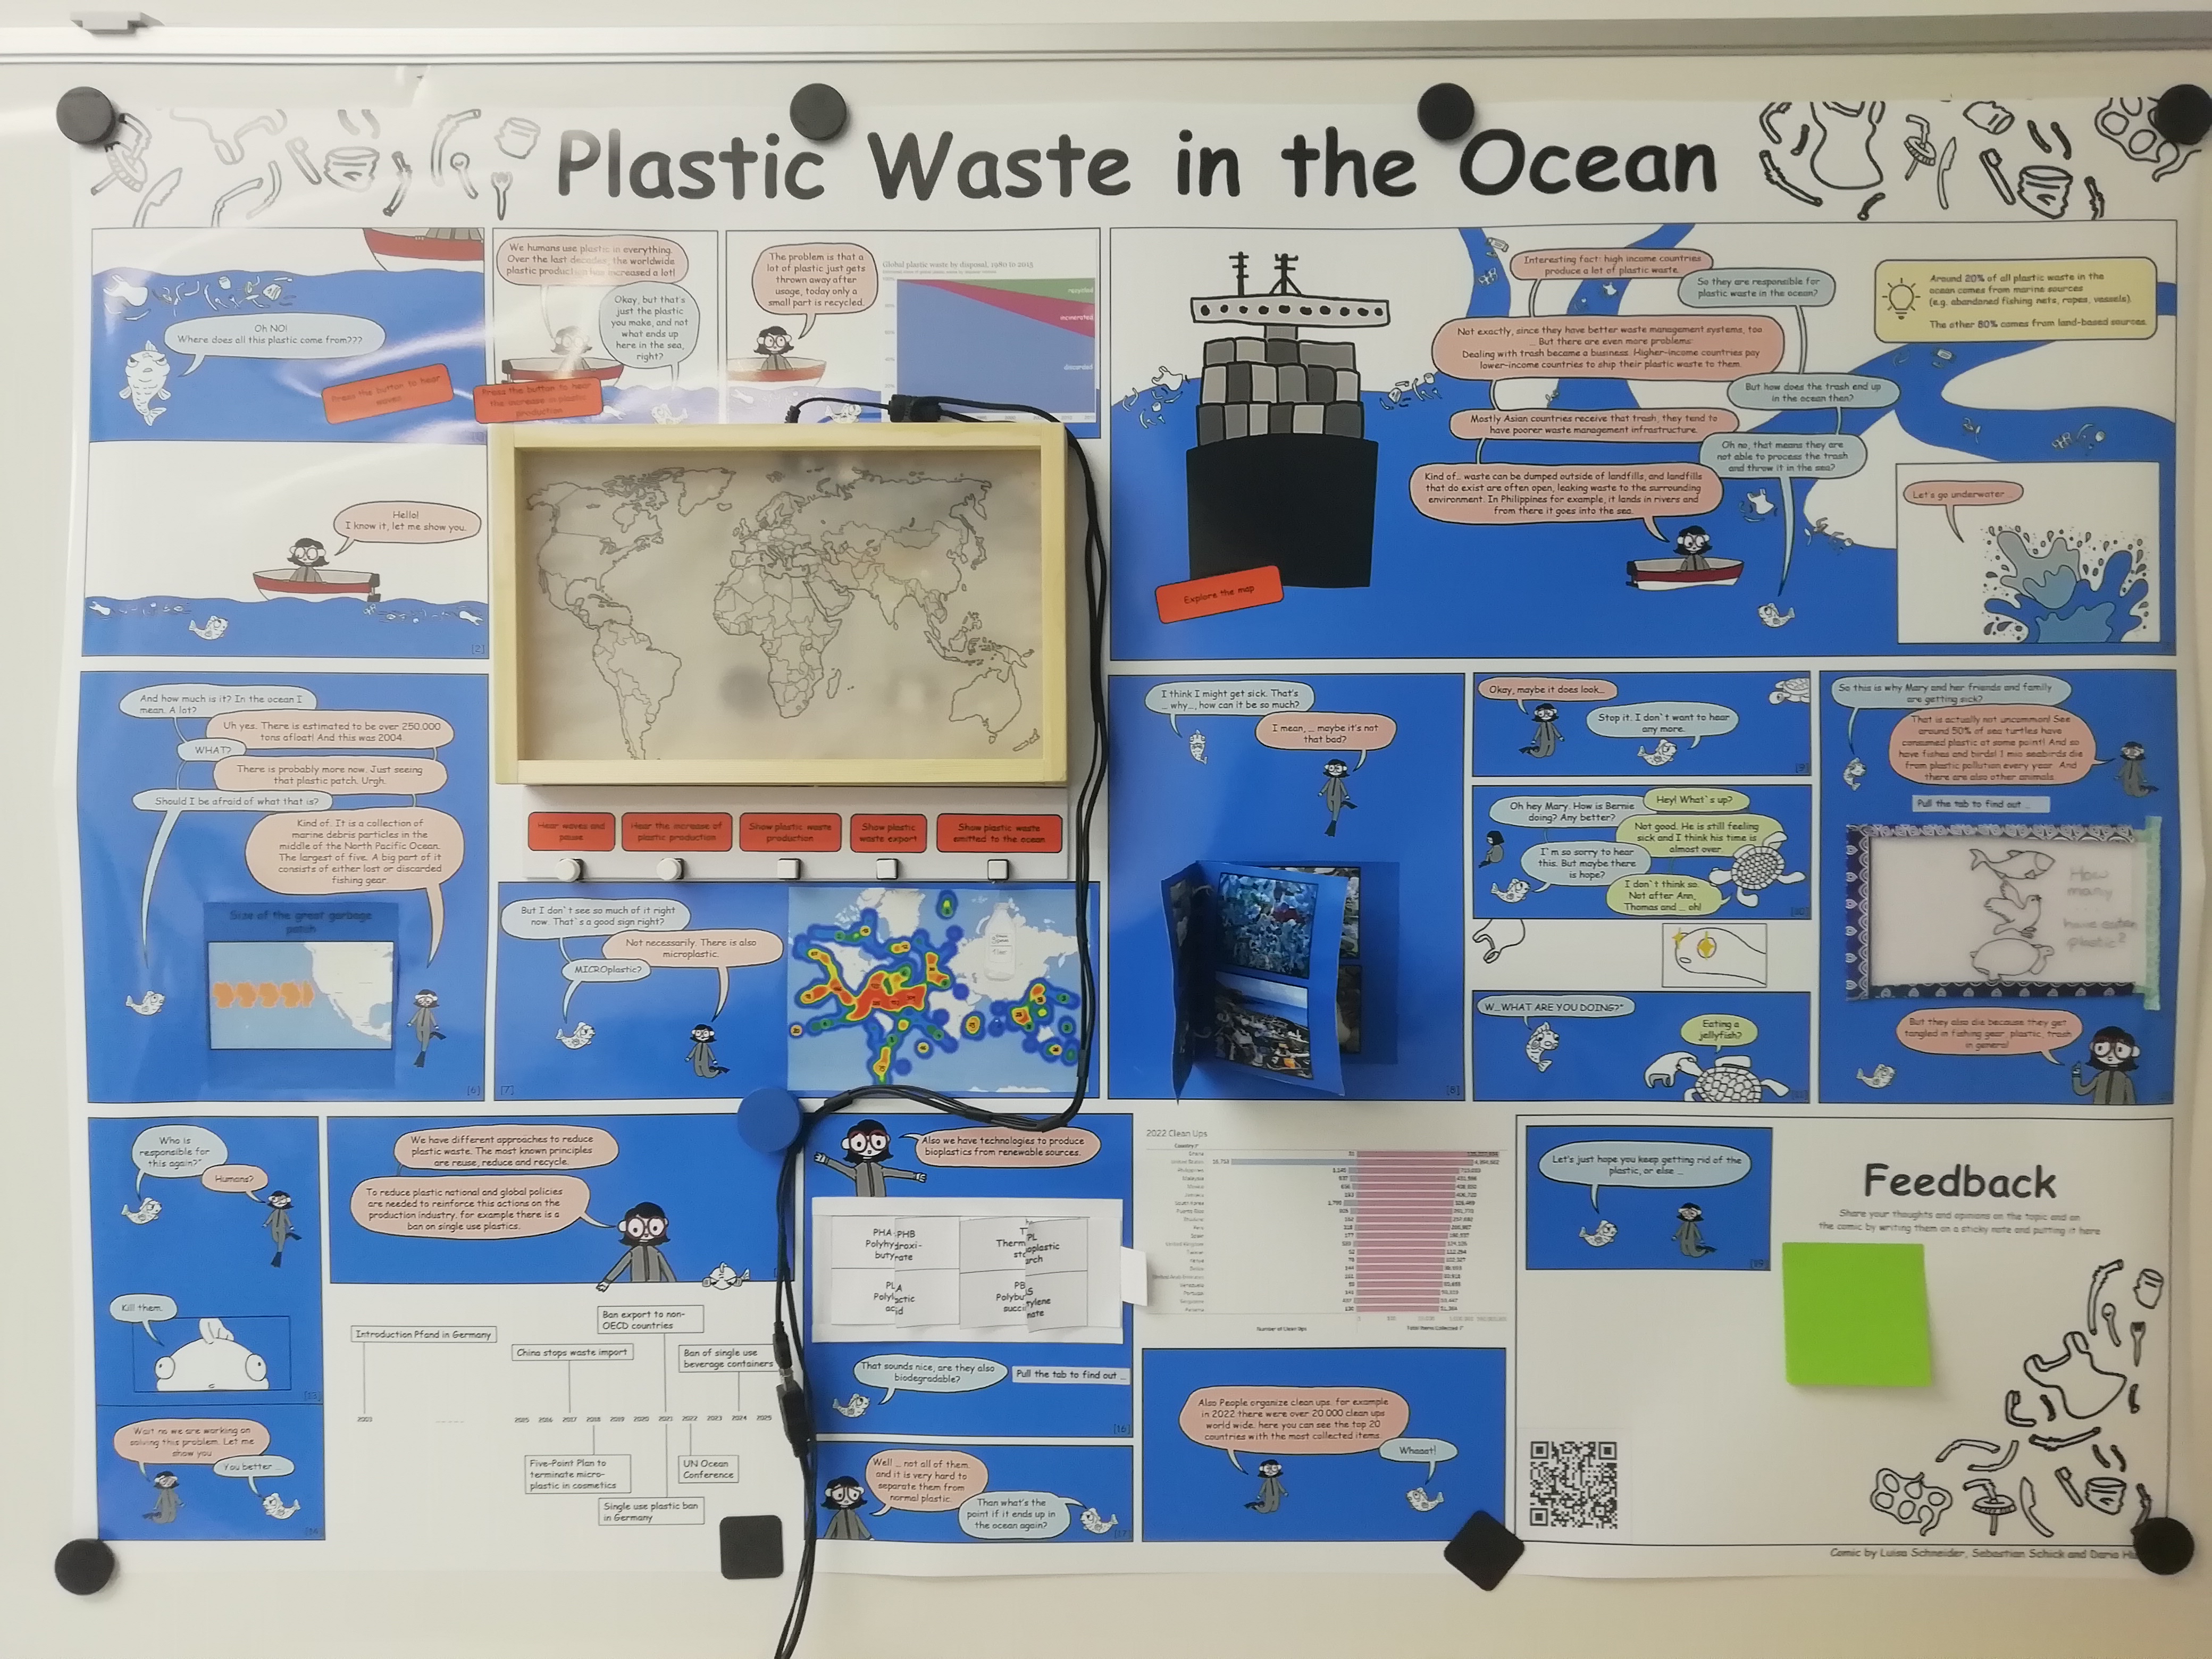 Plastic Waste in the Ocean
Oh NO!
Where does all this plastic come from???
Press the button to hear
waves
Hello!
I know it, let me show you.
[2]
We humans use plastic in everything.
Over the last decades, the worldwide
plastic production has increased a lot!
Okay, but that's
just the plastic
you make, and not
what ends up
here in the sea,
right?
Press the button to hear
the increase in plastic
production
The problem is that a
lot of plastic just gets
thrown away after
usage, today only a
small part is recycled.
Global plastic waste by disposal, 1980 to 2015
recycled
incinerated
discarded
Interesting fact: high income countries
produce a lot of plastic waste.
So they are responsible for
plastic waste in the ocean?
Not exactly, since they have better waste management systems, too
... But there are even more problems:
Dealing with trash became a business. Higher-income countries pay
lower-income countries to ship their plastic waste to them.
But how does the trash end up
in the ocean then?
Mostly Asian countries receive that trash, they tend to
have poorer waste management infrastructure.
Oh no, that means they are
not able to process the trash
and throw it in the sea?
Kind of... waste can be dumped outside of landfills, and landfills
that do exist are often open, leaking waste to the surrounding
environment. In Philippines for example, it lands in rivers and
from there it goes into the sea.
Around 20% of all plastic waste in the
ocean comes from marine sources
(e.g. abandoned fishing nets, ropes, vessels).
The other 80% comes from land-based sources.
Explore the map
Let's go underwater ...
Hear waves and
pause
Hear the increase of
plastic production
Show plastic waste
production
Show plastic
waste export
Show plastic waste
emitted to the ocean
And how much is it? In the ocean I
mean. A lot?
Uh yes. There is estimated to be over 250.000
tons afloat! And this was 2004.
WHAT?
There is probably more now. Just seeing
that plastic patch. Urgh.
Should I be afraid of what that is?
Kind of. It is a collection of
marine debris particles in the
middle of the North Pacific Ocean.
The largest of five. A big part of it
consists of either lost or discarded
fishing gear.
Size of the great garbage
patch
[6]
But I don't see so much of it right
now. That's a good sign right?
Not necessarily. There is also
microplastic.
MICROplastic?
[7]
I think I might get sick. That's
... why..., how can it be so much?
I mean, ... maybe it's not
that bad?
[8]
Okay, maybe it does look...
Stop it. I don't want to hear
any more.
[9]
Oh hey Mary. How is Bernie
doing? Any better?
Hey! What's up?
Not good. He is still feeling
sick and I think his time is
almost over.
I'm so sorry to hear
this. But maybe there
is hope?
I don't think so.
Not after Ann,
Thomas and ... oh!
[10]
W...WHAT ARE YOU DOING?"
Eating a
jellyfish?
So this is why Mary and her friends and family
are getting sick?
That is actually not uncommon! See
around 50% of sea turtles have
consumed plastic at some point! And so
have fishes and birds! 1 mio seabirds die
from plastic pollution every year. And
there are also other animals.
Pull the tab to find out ...
How
many
have eaten
plastic?
But they also die because they get
tangled in fishing gear, plastic, trash
in general
Who is
responsible for
this again?"
Humans?
Kill them.
[13]
Wait no we are working on
solving this problem. Let me
show you
You better ...
[14]
We have different approaches to reduce
plastic waste. The most known principles
are reuse, reduce and recycle.
To reduce plastic national and global policies
are needed to reinforce this actions on the
production industry. for example there is a
ban on single use plastics.
Introduction Pfand in Germany
Ban export to non-
OECD countries
China stops waste import
Ban of single use
beverage containers
2003 2015 2016 2017 2018 2019 2020 2021 2022 2023 2024 2025
Five-Point Plan to
terminate micro-
plastic in cosmetics
UN Ocean
Conference
Single use plastic ban
in Germany
Also we have technologies to produce
bioplastics from renewable sources.
That sounds nice, are they also
biodegradable?
Pull the tab to find out ...
[16]
Well ... not all of them.
and it is very hard to
separate them from
normal plastic.
Than what's the
point if it ends up in
the ocean again?
[17]
2022 Clean Ups
Number of Clean Ups
Total Items Collected
Also People organize clean ups. for example
in 2022 there were over 20 000 clean ups
world wide. here you can see the top 20
countries with the most collected items.
Whaaat!
Let's just hope you keep getting rid of the
plastic, or else ...
[19]
Feedback
Share your thoughts and opinions on the topic and on
the comic by writing them on a sticky note and putting it here
Comic by Luisa Schneider, Sebastian Schick and Daria